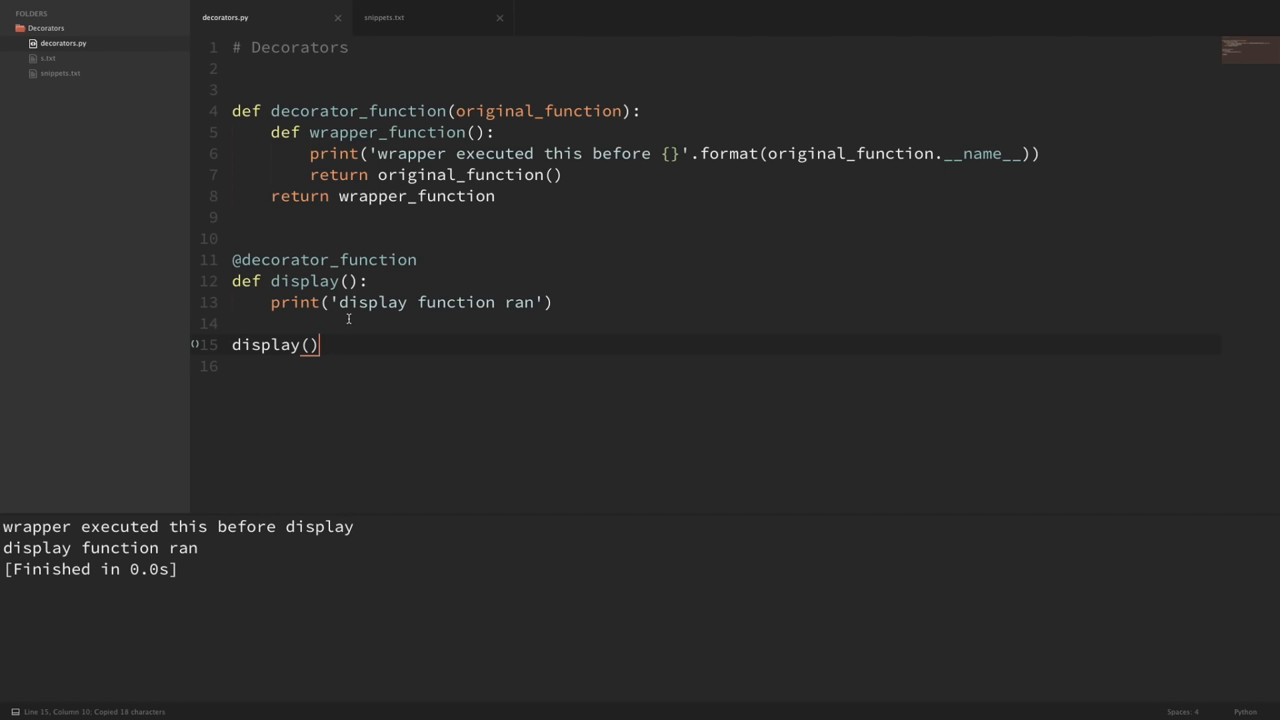 FOLDERS
Decorators
decorators.py
s.txt
snippets.txt
decorators.py × snippets.txt ×
1 # Decorators
2
3
4 def decorator_function(original_function):
5     def wrapper_function():
6         print('wrapper executed this before {}'.format(original_function.__name__))
7         return original_function()
8     return wrapper_function
9
10
11 @decorator_function
12 def display():
13     print('display function ran')
14
15 display()
16
wrapper executed this before display
display function ran
[Finished in 0.0s]
Line 15, Column 10; Copied 18 characters Spaces: 4 Python